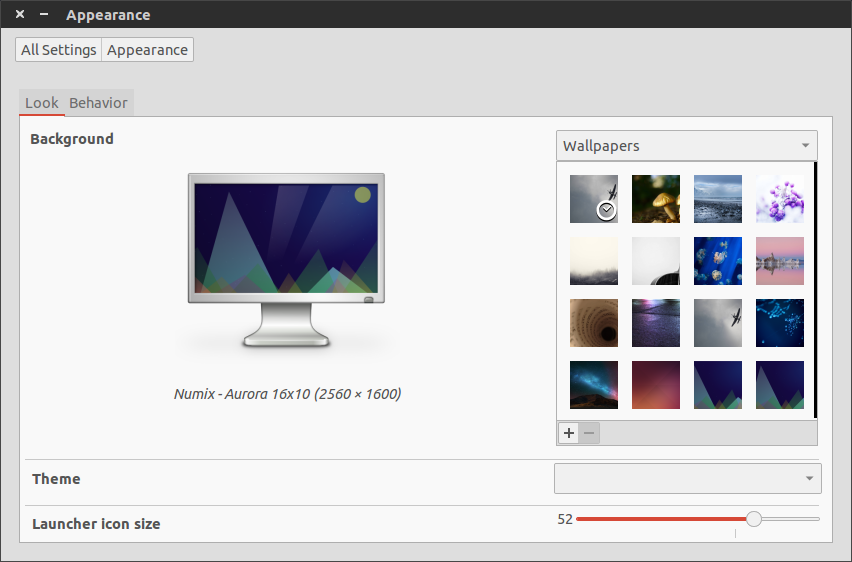 Appearance
All Settings Appearance
Look Behavior
Background
Wallpapers
Numix - Aurora 16x10 (2560 × 1600)
Theme
Launcher icon size
52